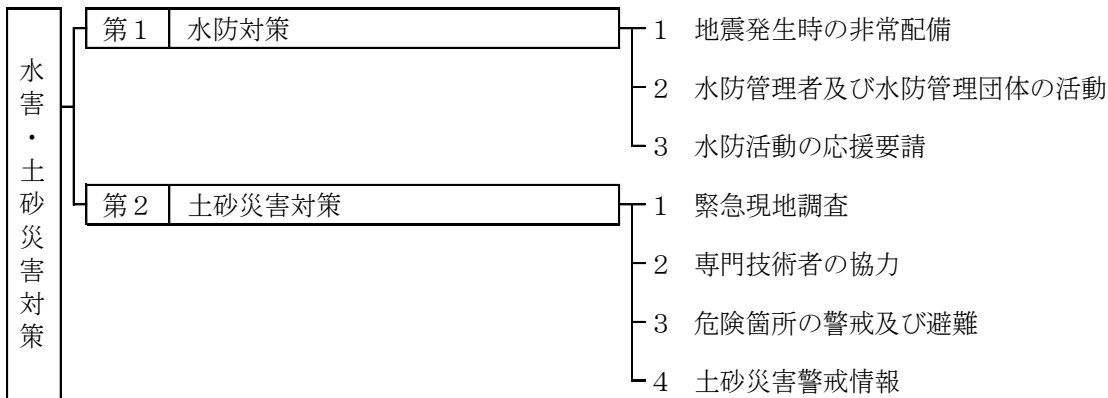 水害・土砂災害対策
第１ 水防対策
１ 地震発生時の非常配備
２ 水防管理者及び水防管理団体の活動
３ 水防活動の応援要請
第２ 土砂災害対策
１ 緊急現地調査
２ 専門技術者の協力
３ 危険箇所の警戒及び避難
４ 土砂災害警戒情報